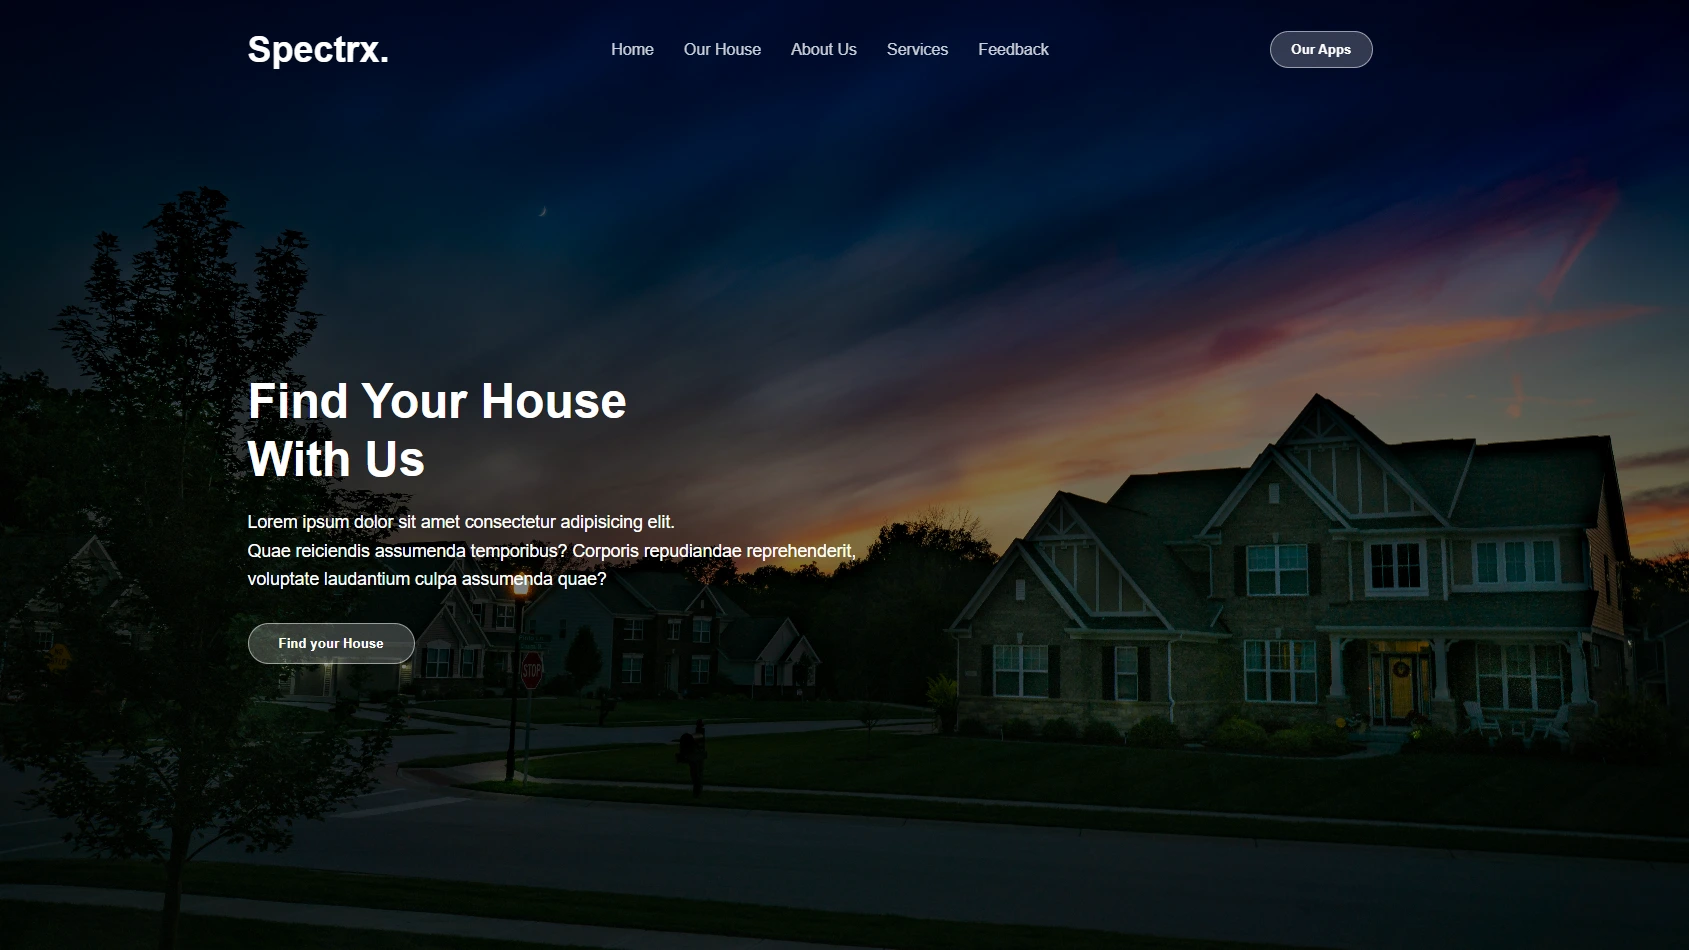 Spectrx.
Home Our House About Us Services Feedback
Our Apps
Find Your House
With Us
Lorem ipsum dolor sit amet consectetur adipisicing elit.
Quae reiciendis assumenda temporibus? Corporis repudiandae reprehenderit,
voluptate laudantium culpa assumenda quae?
Find your House
STOP